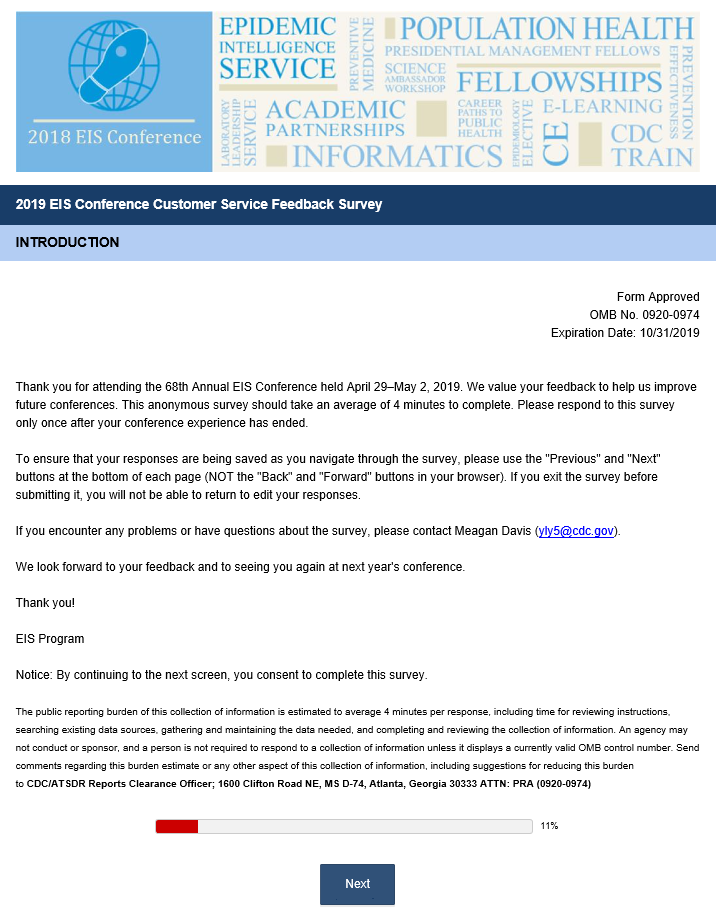 2018 EIS Conference
EPIDEMIC
INTELLIGENCE
SERVICE
PREVENTIVE
MEDICINE
POPULATION HEALTH
PRESIDENTIAL MANAGEMENT FELLOWS
SCIENCE
AMBASSADOR
WORKSHOP
FELLOWSHIPS
PREVENTION
EFFECTIVENESS
LABORATORY
LEADERSHIP
SERVICE
ACADEMIC
PARTNERSHIPS
CAREER
PATHS TO
PUBLIC
HEALTH
EPIDEMIOLOGY
ELECTIVE
E-LEARNING
CE
CDC
TRAIN
INFORMATICS
2019 EIS Conference Customer Service Feedback Survey
INTRODUCTION
Form Approved
OMB No. 0920-0974
Expiration Date: 10/31/2019
Thank you for attending the 68th Annual EIS Conference held April 29–May 2, 2019. We value your feedback to help us improve
future conferences. This anonymous survey should take an average of 4 minutes to complete. Please respond to this survey
only once after your conference experience has ended.
To ensure that your responses are being saved as you navigate through the survey, please use the "Previous" and "Next"
buttons at the bottom of each page (NOT the "Back" and "Forward" buttons in your browser). If you exit the survey before
submitting it, you will not be able to return to edit your responses.
If you encounter any problems or have questions about the survey, please contact Meagan Davis (yly5@cdc.gov).
We look forward to your feedback and to seeing you again at next year's conference.
Thank you!
EIS Program
Notice: By continuing to the next screen, you consent to complete this survey.
The public reporting burden of this collection of information is estimated to average 4 minutes per response, including time for reviewing instructions,
searching existing data sources, gathering and maintaining the data needed, and completing and reviewing the collection of information. An agency may
not conduct or sponsor, and a person is not required to respond to a collection of information unless it displays a currently valid OMB control number. Send
comments regarding this burden estimate or any other aspect of this collection of information, including suggestions for reducing this burden
to CDC/ATSDR Reports Clearance Officer; 1600 Clifton Road NE, MS D-74, Atlanta, Georgia 30333 ATTN: PRA (0920-0974)
11%
Next